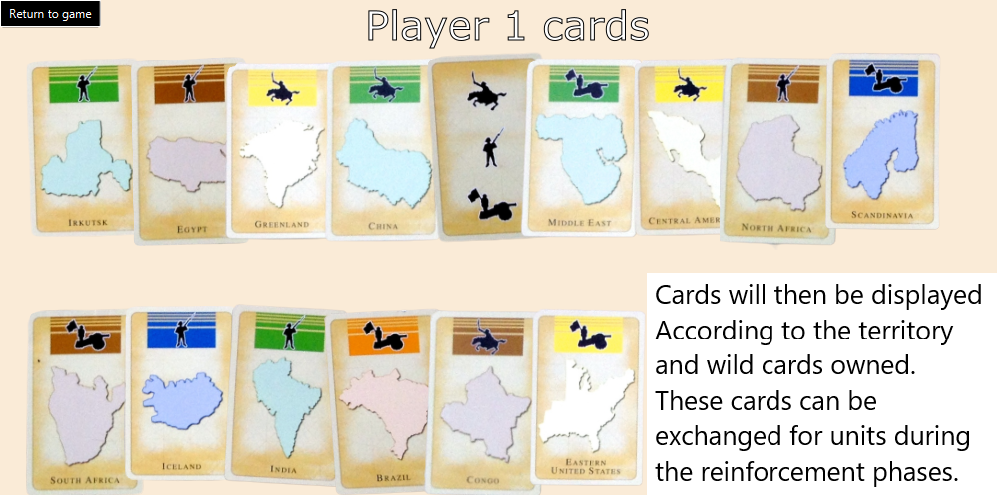 Return to game
Player 1 cards
IRKUTSK
EGYPT
GREENLAND
CHINA
MIDDLE EAST
CENTRAL AMER
NORTH AFRICA
SCANDINAVIA
Cards will then be displayed
According to the territory
and wild cards owned.
These cards can be
exchanged for units during
the reinforcement phases.
SOUTH AFRICA
ICELAND
INDIA
BRAZIL
CONGO
EASTERN
UNITED STATES